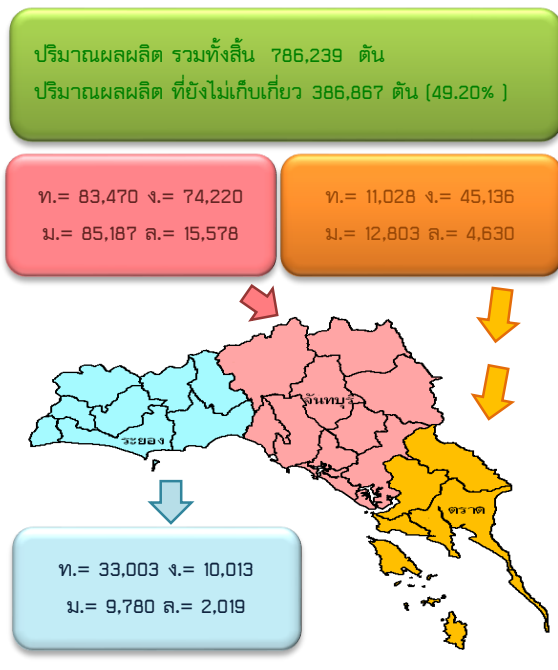 ปริมาณผลผลิต รวมทั้งสิ้น 786,239 ตัน
ปริมาณผลผลิต ที่ยังไม่เก็บเกี่ยว 386,867 ตัน (49.20% )
ท.= 83,470 ง.= 74,220
ม.= 85,187 ล.= 15,578
ท.= 11,028 ง.= 45,136
ม.= 12,803 ล.= 4,630
จันทบุรี
ระยอง
ตราด
ท.= 33,003 ง.= 10,013
ม.= 9,780 ล.= 2,019